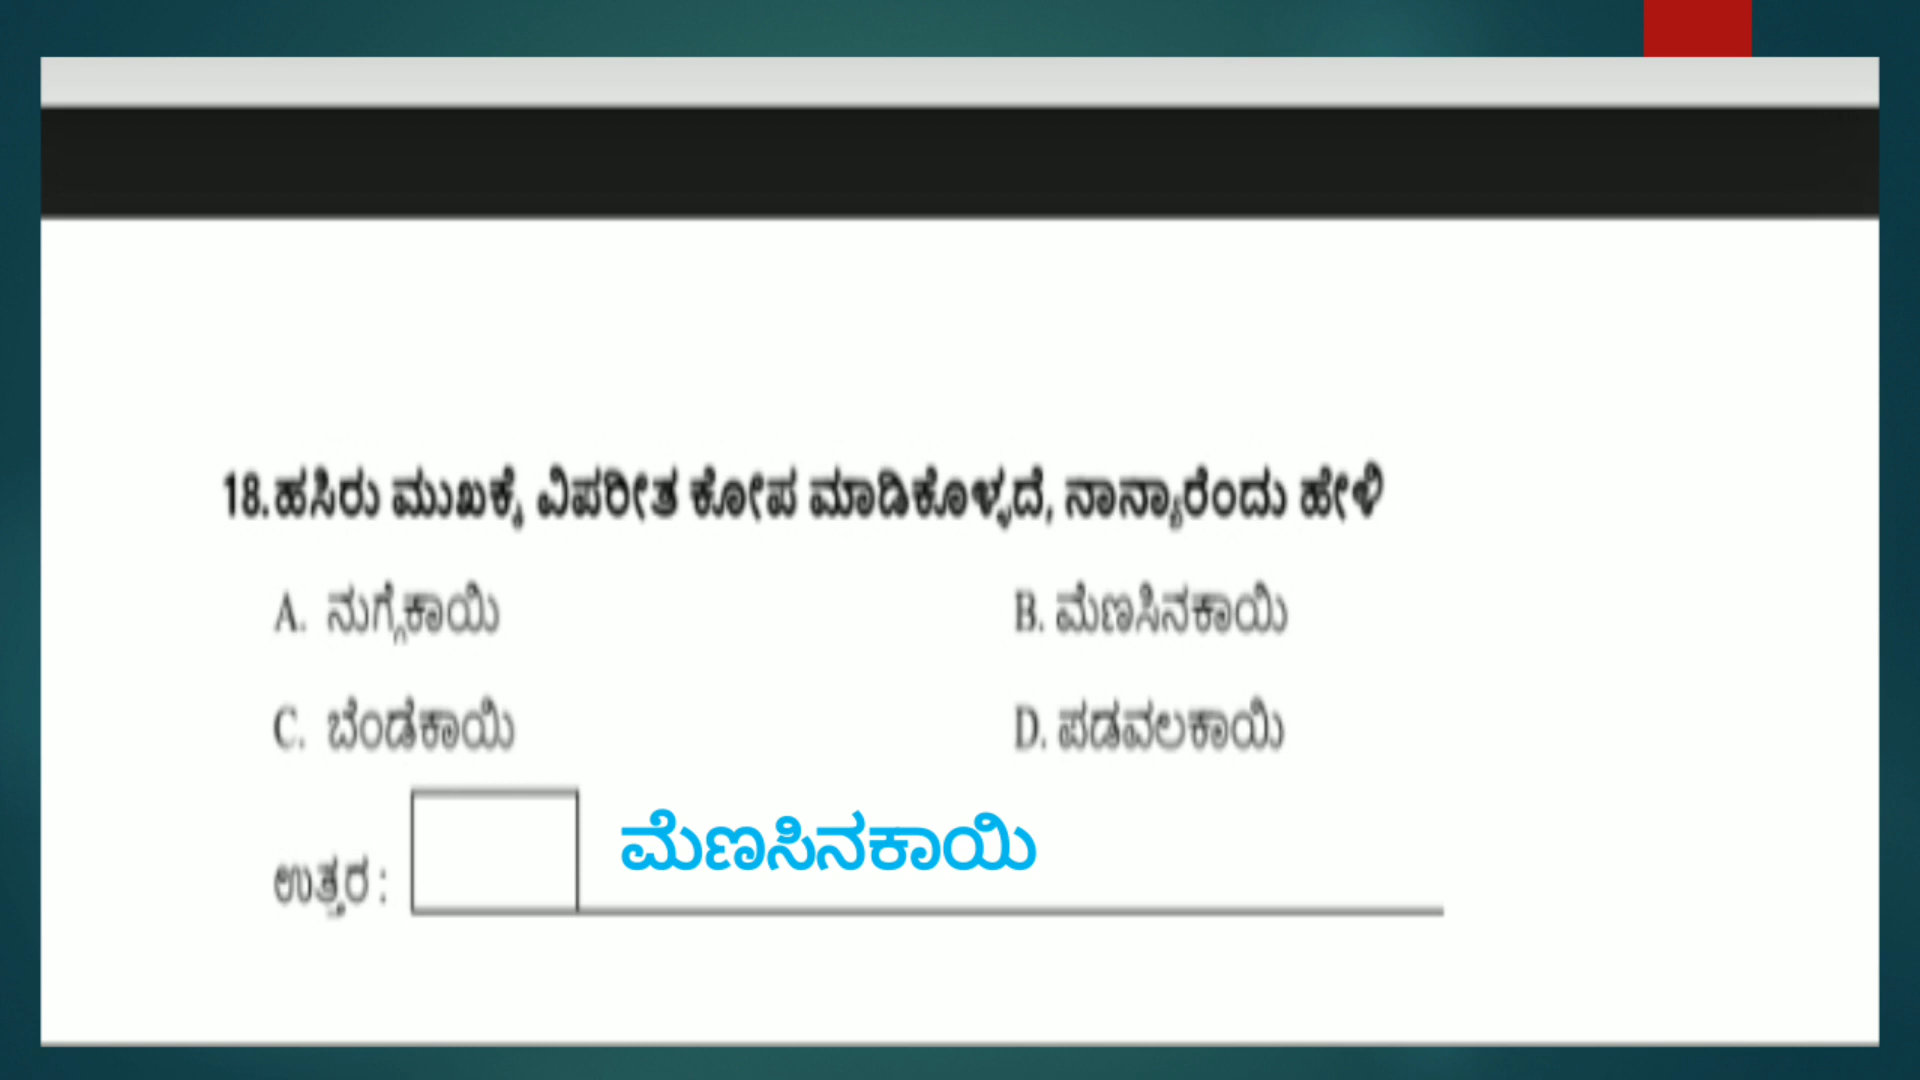 18. ಹಸಿರು ಮುಖಕ್ಕೆ ವಿಪರೀತ ಕೋಪ ಮಾಡಿಕೊಳ್ಳದೆ, ನಾನ್ಯಾರೆಂದು ಹೇಳಿ
A. ನುಗ್ಗೆಕಾಯಿ B. ಮೆಣಸಿನಕಾಯಿ
C. ಬೆಂಡೆಕಾಯಿ D. ಪಡವಲಕಾಯಿ
ಉತ್ತರ : ಮೆಣಸಿನಕಾಯಿ